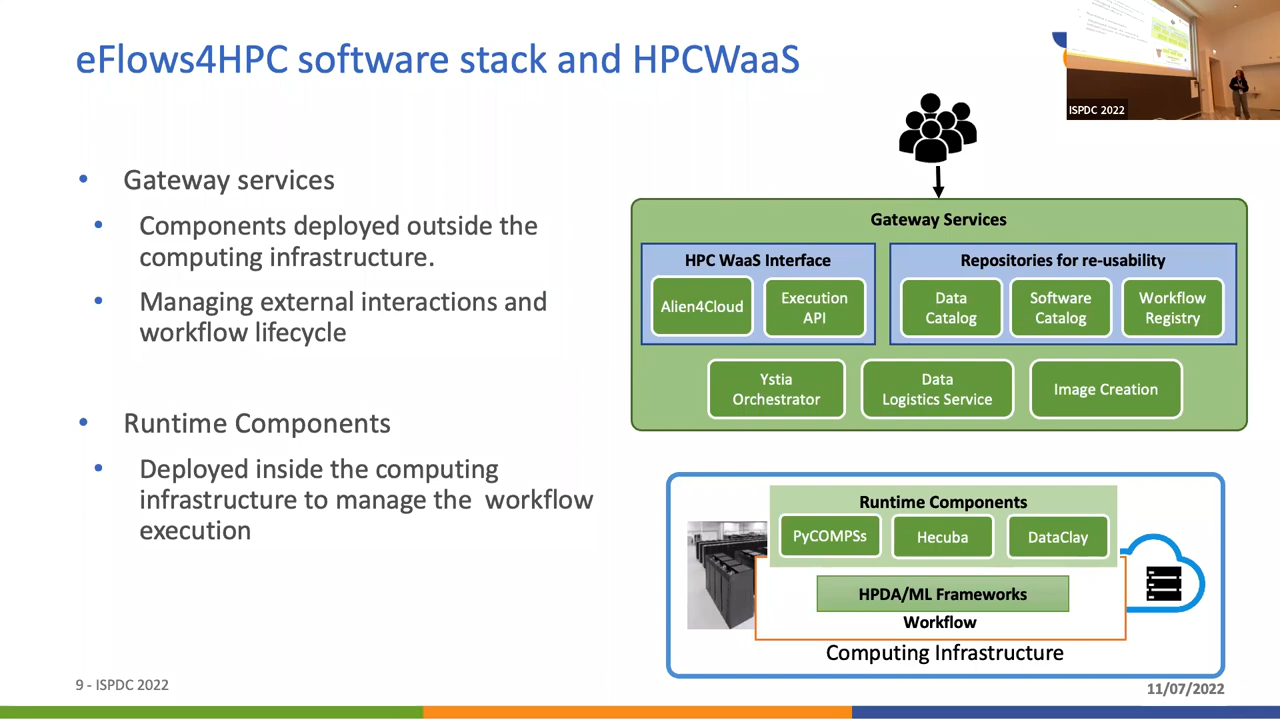 eFlows4HPC software stack and HPCWaaS
ISPDC 2022
• Gateway services
• Components deployed outside the
computing infrastructure.
• Managing external interactions and
workflow lifecycle
• Runtime Components
• Deployed inside the computing
infrastructure to manage the workflow
execution
Gateway Services
HPC WaaS Interface
Alien4Cloud
Execution
API
Repositories for re-usability
Data
Catalog
Software
Catalog
Workflow
Registry
Ystia
Orchestrator
Data
Logistics Service
Image Creation
Runtime Components
PyCOMPSs
Hecuba
DataClay
HPDA/ML Frameworks
Workflow
Computing Infrastructure
9 - ISPDC 2022
11/07/2022